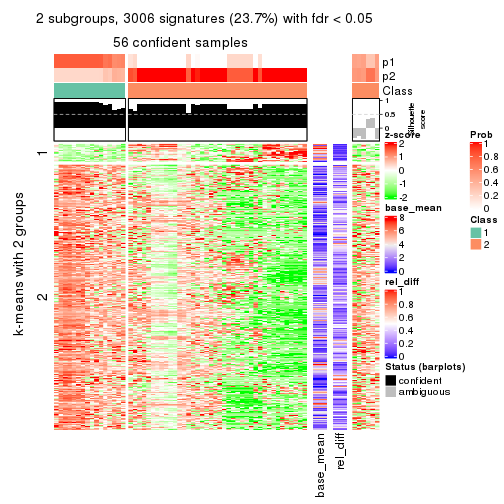 2 subgroups, 3006 signatures (23.7%) with fdr < 0.05
56 confident samples
p1
p2
Class
1
0.5
0
Silhouette
score
k-means with 2 groups
1
2
base_mean
rel_diff
z-score
2
1
0
-1
-2
base_mean
8
6
4
2
0
rel_diff
1
0.8
0.6
0.4
0.2
0
Status (barplots)
confident
ambiguous
Prob
1
0.8
0.6
0.4
0.2
0
Class
1
2